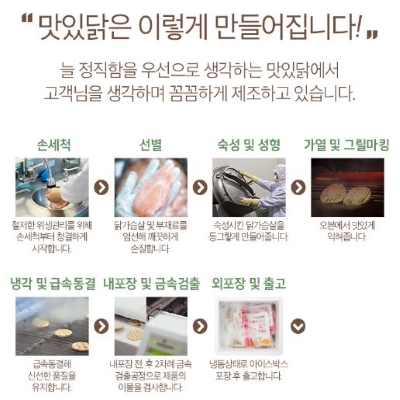 “ 맛있닭은 이렇게 만들어집니다! „
늘 정직함을 우선으로 생각하는 맛있닭에서
고객님을 생각하며 꼼꼼하게 제조하고 있습니다.
손세척
철저한 위생관리를 위해
손세척부터 청결하게
시작합니다.
선별
닭가슴살 및 부재료를
엄선해 깨끗하게
손질합니다.
숙성 및 성형
숙성시킨 닭가슴살을
동그랗게 만들어줍니다
가열 및 그릴마킹
오븐에서 맛있게
익혀줍니다.
냉각 및 급속동결
급속동결해
신선한 품질을
유지합니다.
내포장 및 금속검출
내포장 전, 후 2차례 금속
검출공정으로 제품의
이물을 검사합니다.
외포장 및 출고
냉동상태로 아이스박스
포장 후 출고합니다.